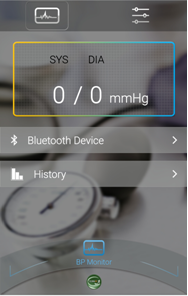 SYS DIA
0 / 0 mmHg
Bluetooth Device
History
BP Monitor